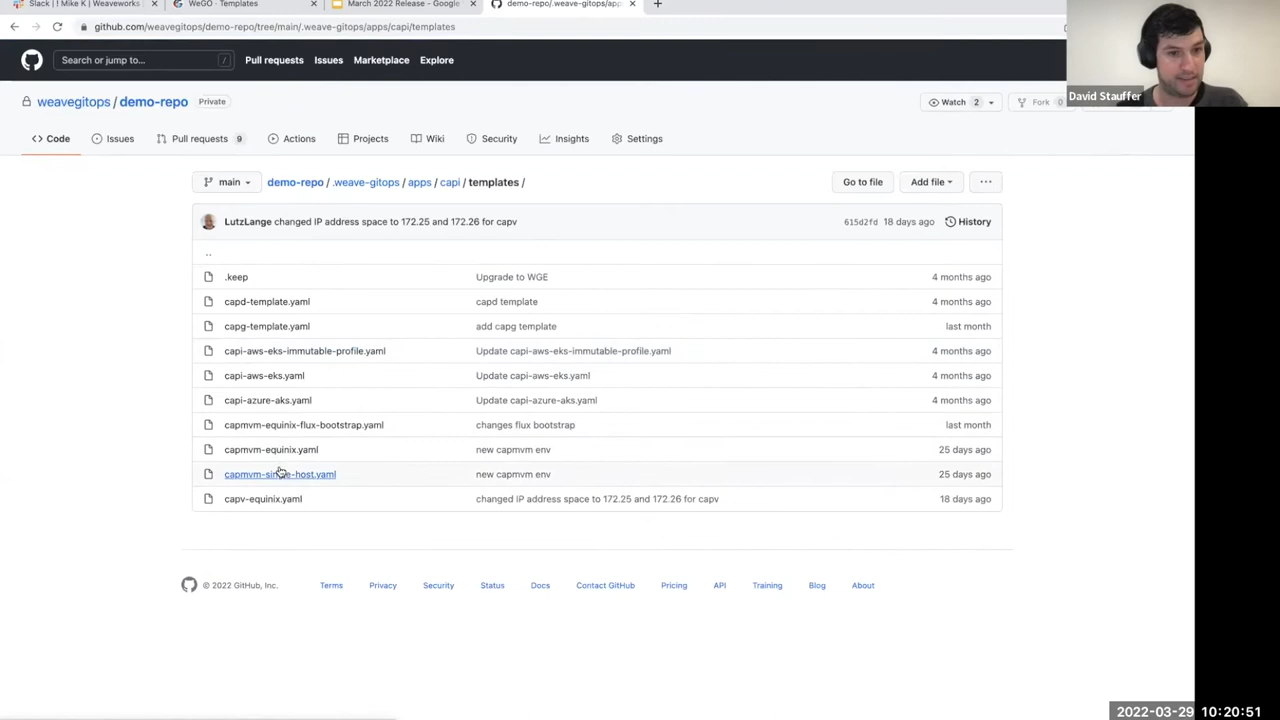 Slack | ! Mike K | Weaveworks
WeGO - Templates
March 2022 Release - Google
demo-repo/.weave-gitops/app
github.com/weavegitops/demo-repo/tree/main/.weave-gitops/apps/capi/templates
Search or jump to...
/
Pull requests
Issues
Marketplace
Explore
David Stauffer
weavegitops / demo-repo
Private
Watch 2
Fork 0
Code
Issues
Pull requests 9
Actions
Projects
Wiki
Security
Insights
Settings
main
demo-repo / .weave-gitops / apps / capi / templates /
Go to file
Add file
...
LutzLange changed IP address space to 172.25 and 172.26 for capv
615d2fd 18 days ago History
..
.keep Upgrade to WGE 4 months ago
capd-template.yaml capd template 4 months ago
capg-template.yaml add capg template last month
capi-aws-eks-immutable-profile.yaml Update capi-aws-eks-immutable-profile.yaml 4 months ago
capi-aws-eks.yaml Update capi-aws-eks.yaml 4 months ago
capi-azure-aks.yaml Update capi-azure-aks.yaml 4 months ago
capmvm-equinix-flux-bootstrap.yaml changes flux bootstrap last month
capmvm-equinix.yaml new capmvm env 25 days ago
capmvm-single-host.yaml new capmvm env 25 days ago
capv-equinix.yaml changed IP address space to 172.25 and 172.26 for capv 18 days ago
© 2022 GitHub, Inc.
Terms
Privacy
Security
Status
Docs
Contact GitHub
Pricing
API
Training
Blog
About
2022-03-29 10:20:51